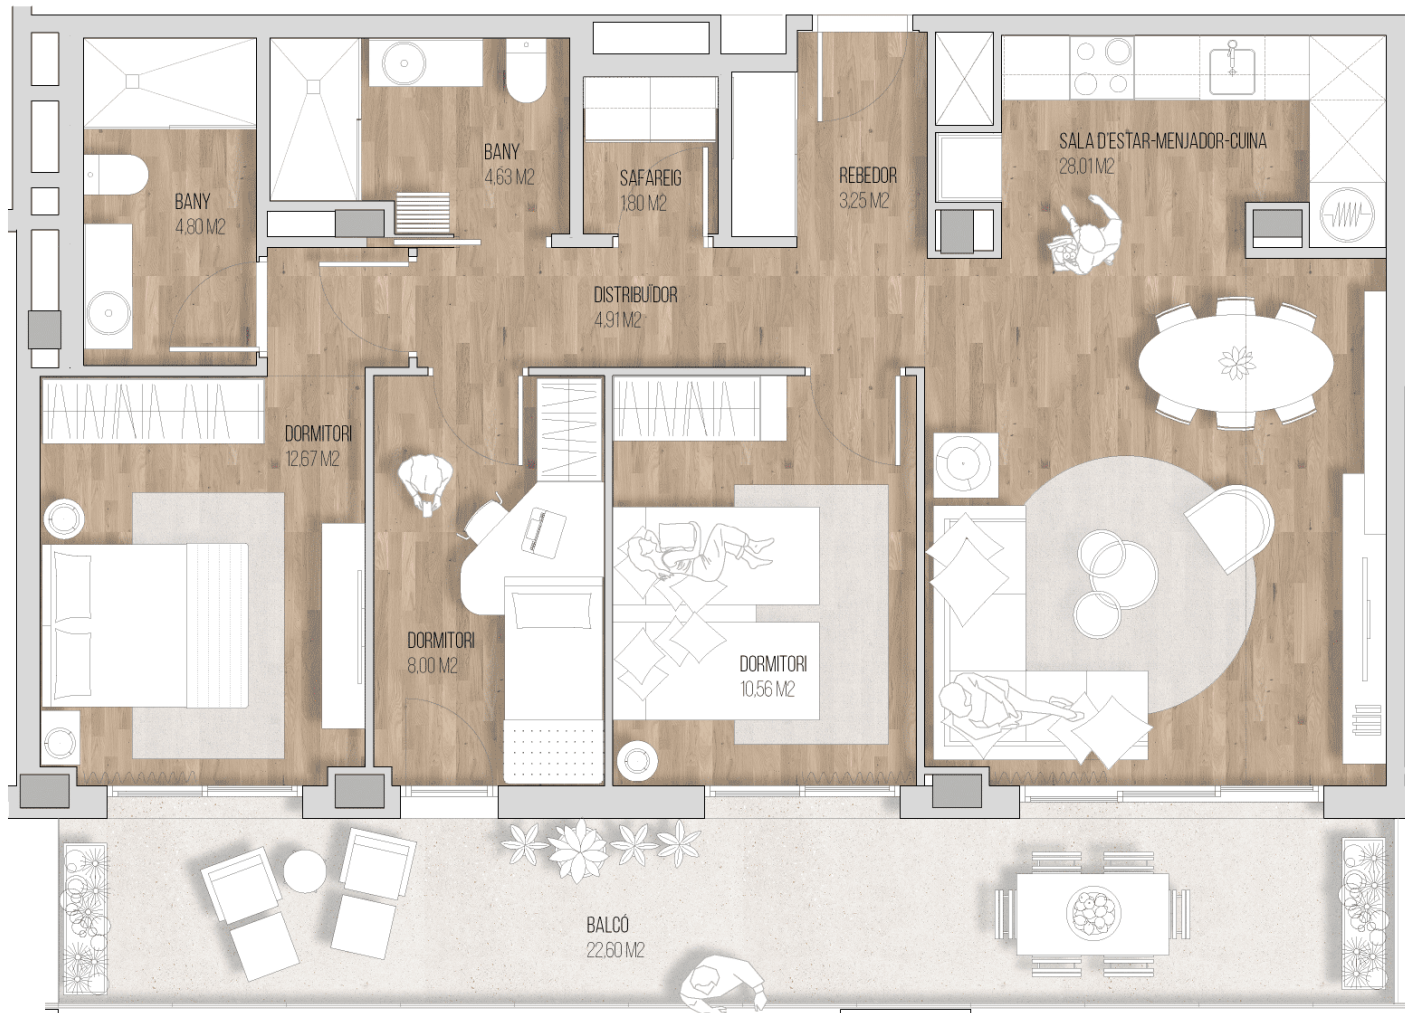 BANY
4,80 M2
BANY
4,63 M2
SAFAREIG
1,80 M2
REBEDOR
3,25 M2
SALA D'ESTAR-MENJADOR-CUINA
28,01 M2
DISTRIBUÏDOR
4,91 M2
DORMITORI
12,67 M2
DORMITORI
8,00 M2
DORMITORI
10,56 M2
BALCÓ
22,60 M2